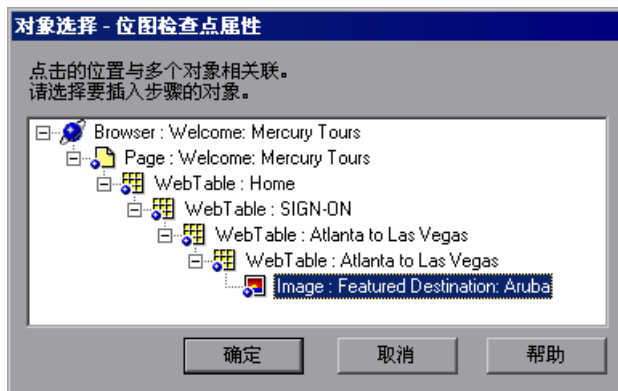 对象选择 - 位图检查点属性
点击的位置与多个对象相关联。
请选择要插入步骤的对象。
Browser : Welcome: Mercury Tours
Page : Welcome: Mercury Tours
WebTable : Home
WebTable : SIGN-ON
WebTable : Atlanta to Las Vegas
WebTable : Atlanta to Las Vegas
Image : Featured Destination: Aruba
确定 取消 帮助